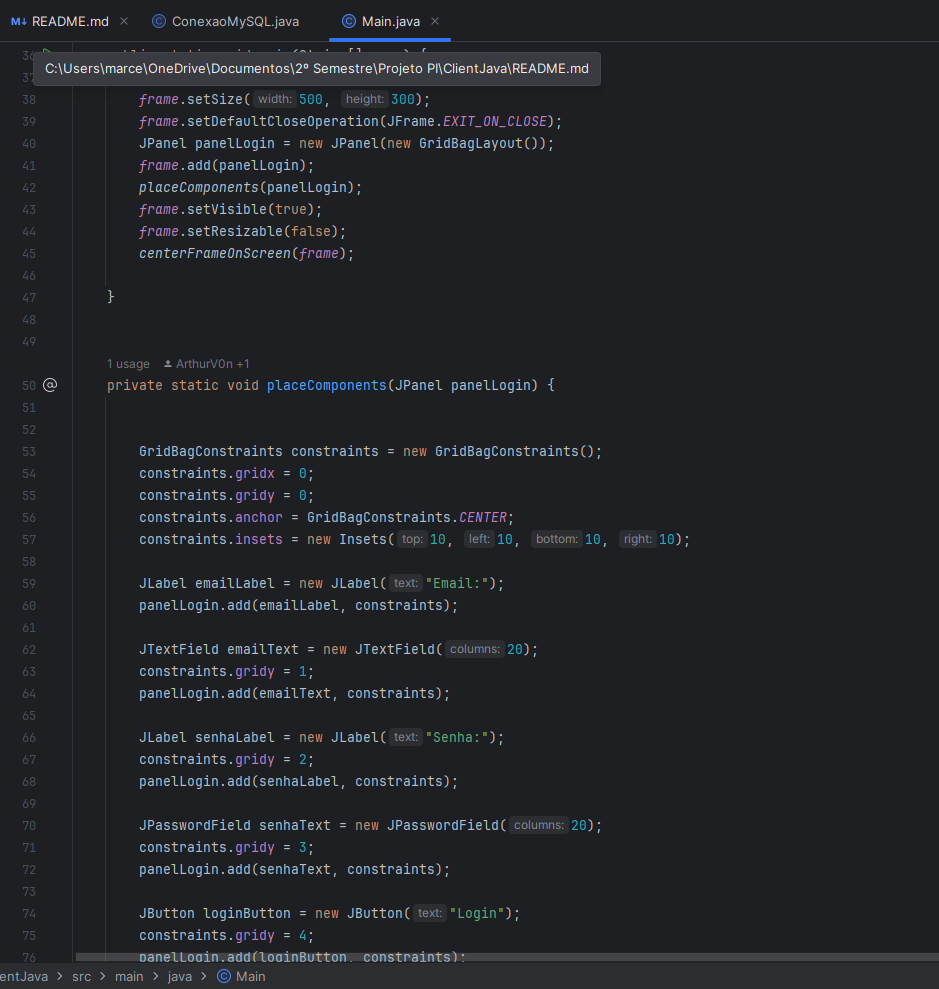 M↓ README.md × © ConexaoMySQL.java © Main.java ×
36
C:\Users\marce\OneDrive\Documentos\2º Semestre\Projeto PI\ClientJava\README.md
37
38 frame.setSize( width: 500, height: 300);
39 frame.setDefaultCloseOperation(JFrame.EXIT_ON_CLOSE);
40 JPanel panelLogin = new JPanel(new GridBagLayout());
41 frame.add(panelLogin);
42 placeComponents(panelLogin);
43 frame.setVisible(true);
44 frame.setResizable(false);
45 centerFrameOnScreen(frame);
46
47 }
48
49
1 usage ArthurV0n +1
50 @ private static void placeComponents(JPanel panelLogin) {
51
52
53 GridBagConstraints constraints = new GridBagConstraints();
54 constraints.gridx = 0;
55 constraints.gridy = 0;
56 constraints.anchor = GridBagConstraints.CENTER;
57 constraints.insets = new Insets( top: 10, left: 10, bottom: 10, right: 10);
58
59 JLabel emailLabel = new JLabel( text: "Email:");
60 panelLogin.add(emailLabel, constraints);
61
62 JTextField emailText = new JTextField( columns: 20);
63 constraints.gridy = 1;
64 panelLogin.add(emailText, constraints);
65
66 JLabel senhaLabel = new JLabel( text: "Senha:");
67 constraints.gridy = 2;
68 panelLogin.add(senhaLabel, constraints);
69
70 JPasswordField senhaText = new JPasswordField( columns: 20);
71 constraints.gridy = 3;
72 panelLogin.add(senhaText, constraints);
73
74 JButton loginButton = new JButton( text: "Login");
75 constraints.gridy = 4;
76 panelLogin.add(loginButton, constraints);
entJava > src > main > java > © Main